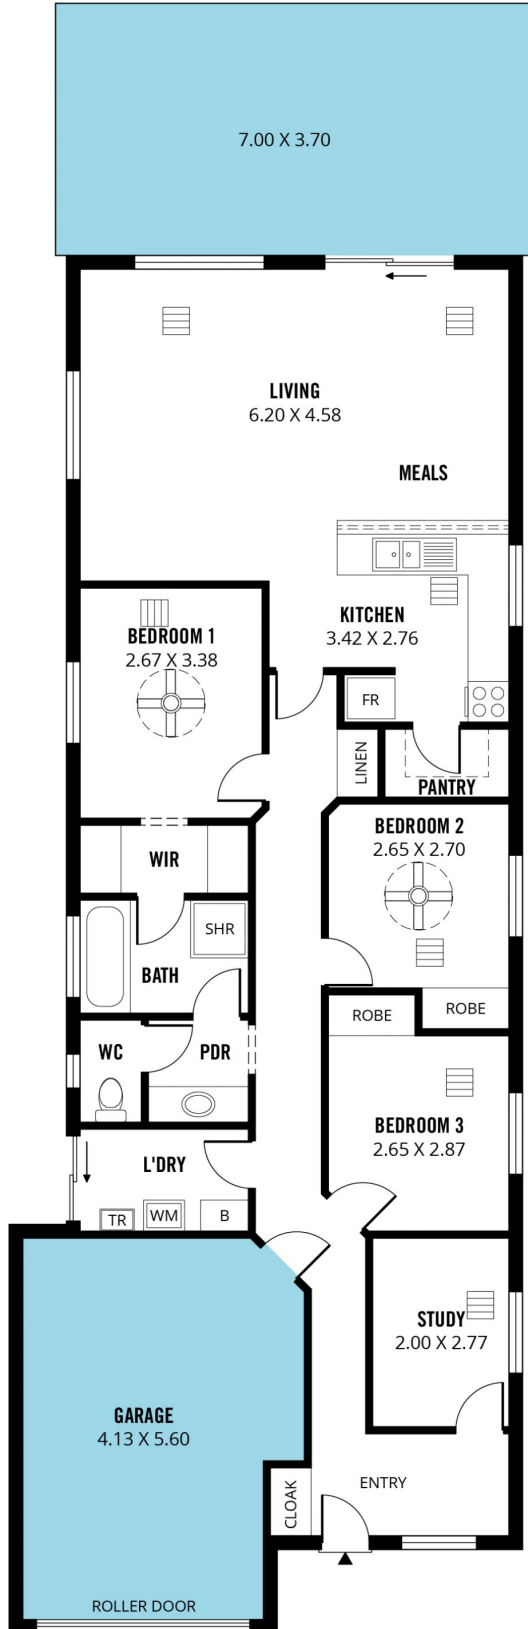 7.00 X 3.70
LIVING
6.20 X 4.58
MEALS
KITCHEN
3.42 X 2.76
BEDROOM 1
2.67 X 3.38
FR
LINEN
PANTRY
WIR
BEDROOM 2
2.65 X 2.70
SHR
BATH
ROBE
ROBE
WC
PDR
BEDROOM 3
2.65 X 2.87
L'DRY
TR
WM
B
STUDY
2.00 X 2.77
GARAGE
4.13 X 5.60
CLOAK
ENTRY
ROLLER DOOR